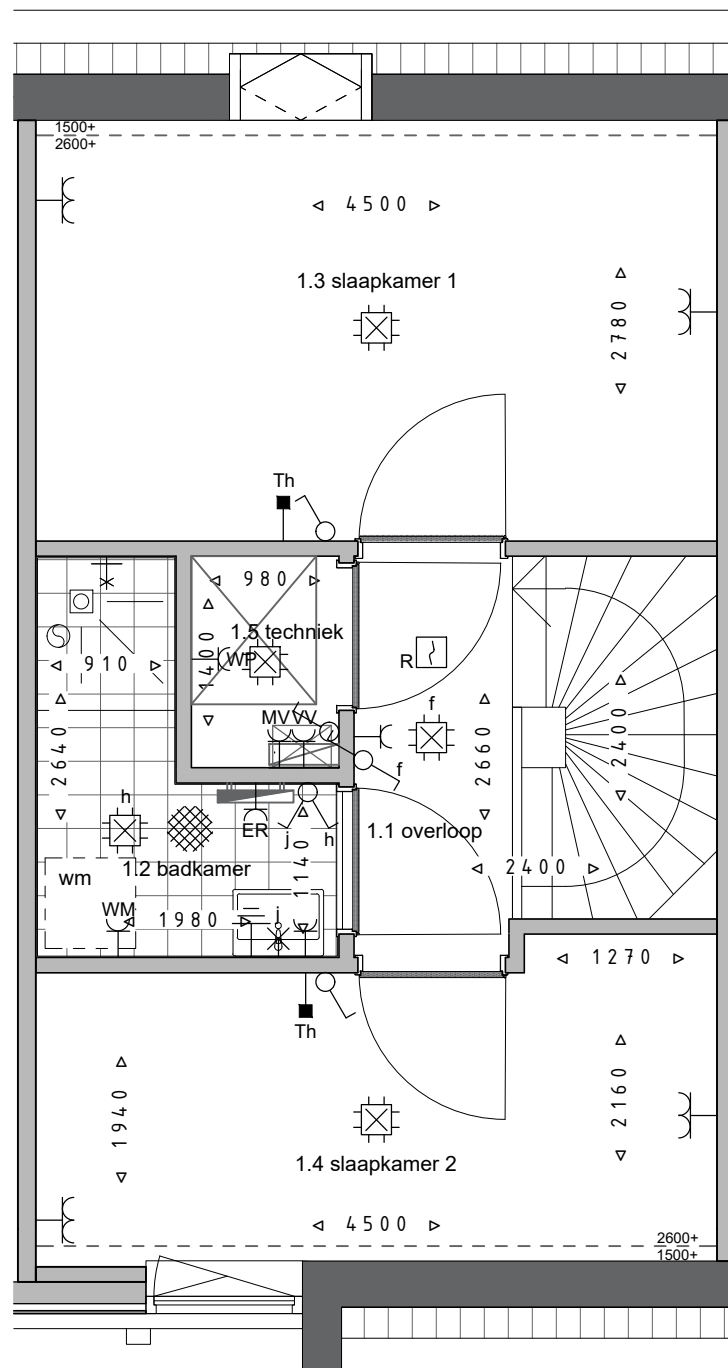 1500+
2600+
4500
1.3 slaapkamer 1
2780
Th
980
1.5 techniek
1400
WP
R
910
f
MV VV
2640
2660
2400
f
h
ER
j
h
1.1 overloop
1.2 badkamer
1140
2400
wm
WM
1980
j
1270
Th
1940
2160
1.4 slaapkamer 2
4500
2600+
1500+